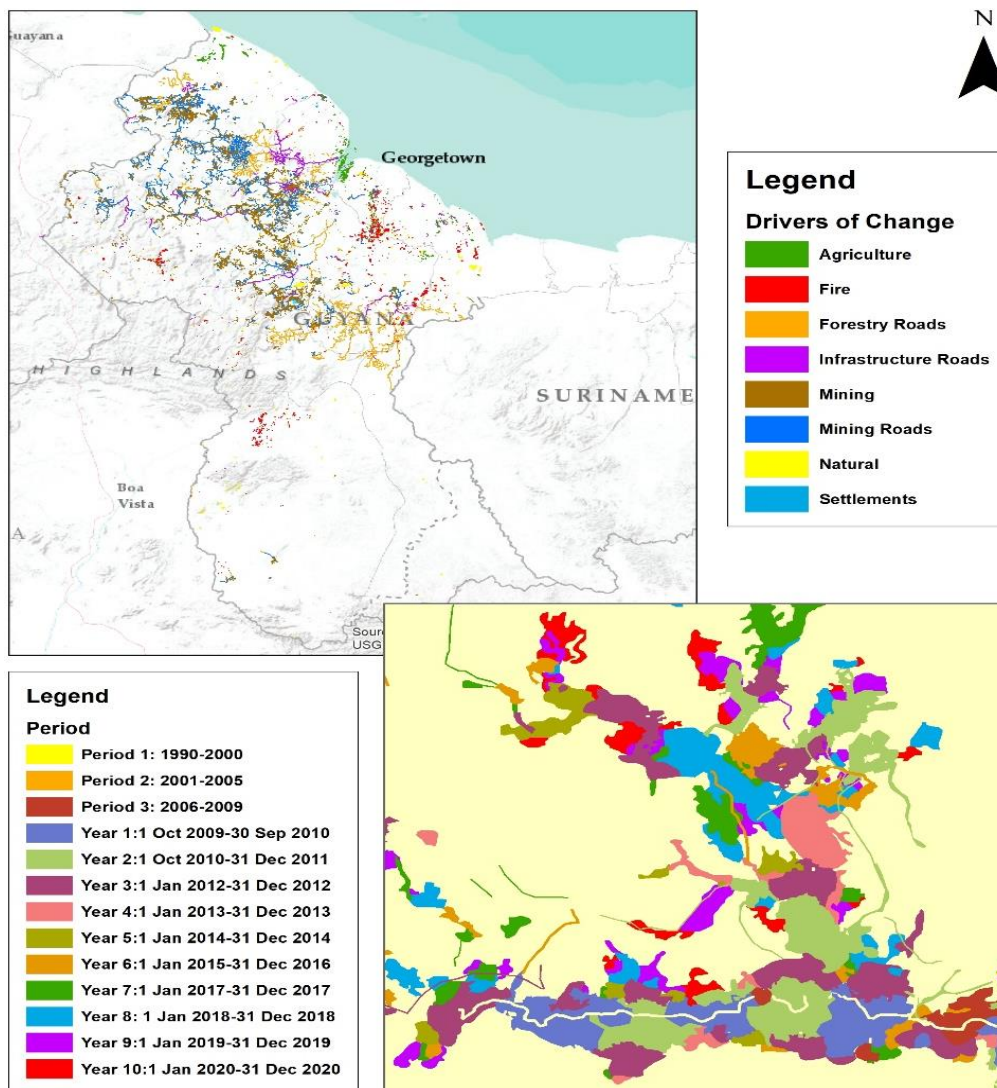 Guayana
N
Georgetown
GUYANA
HIGHLANDS
SURINAME
Boa
Vista
A
Sour
USG
Legend
Drivers of Change
Agriculture
Fire
Forestry Roads
Infrastructure Roads
Mining
Mining Roads
Natural
Settlements
Legend
Period
Period 1: 1990-2000
Period 2: 2001-2005
Period 3: 2006-2009
Year 1:1 Oct 2009-30 Sep 2010
Year 2:1 Oct 2010-31 Dec 2011
Year 3:1 Jan 2012-31 Dec 2012
Year 4:1 Jan 2013-31 Dec 2013
Year 5:1 Jan 2014-31 Dec 2014
Year 6:1 Jan 2015-31 Dec 2016
Year 7:1 Jan 2017-31 Dec 2017
Year 8: 1 Jan 2018-31 Dec 2018
Year 9:1 Jan 2019-31 Dec 2019
Year 10:1 Jan 2020-31 Dec 2020